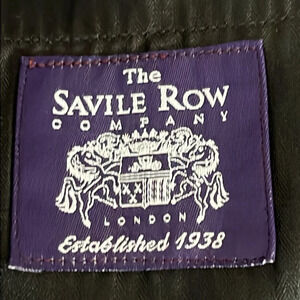 The
SAVILE ROW
COMPANY
LONDON
Established 1938